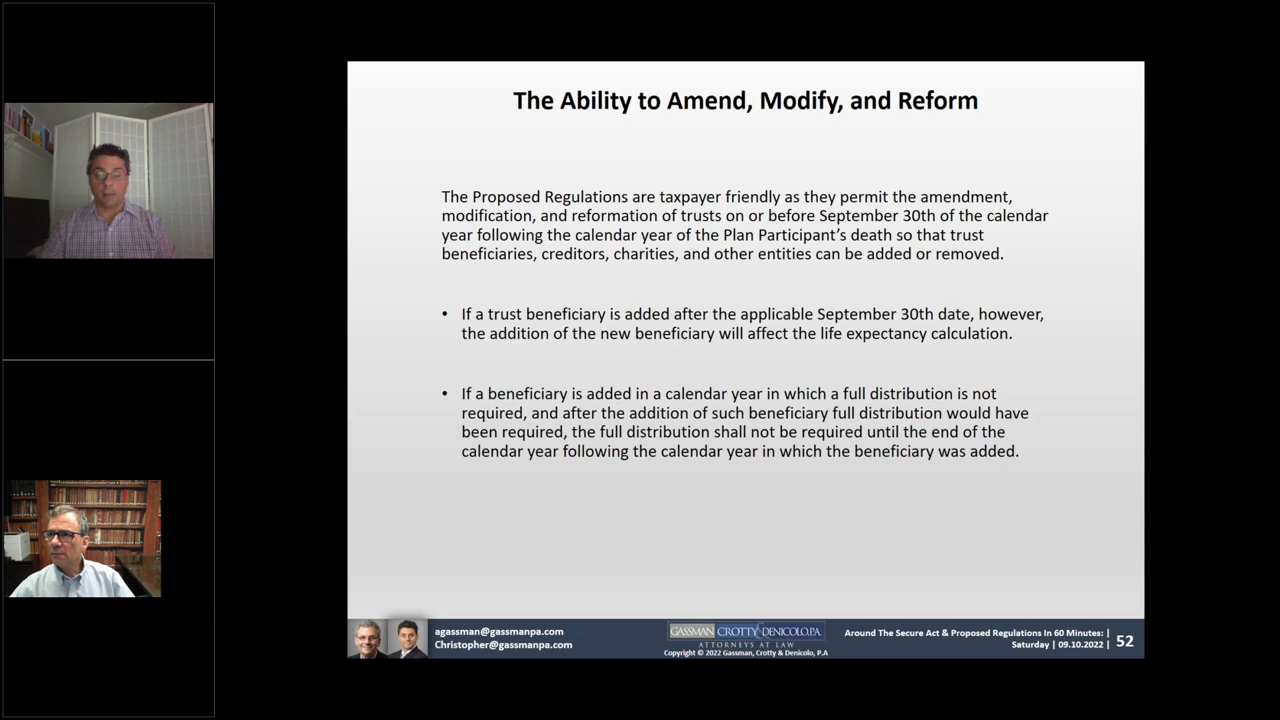 The Ability to Amend, Modify, and Reform
The Proposed Regulations are taxpayer friendly as they permit the amendment,
modification, and reformation of trusts on or before September 30th of the calendar
year following the calendar year of the Plan Participant’s death so that trust
beneficiaries, creditors, charities, and other entities can be added or removed.
• If a trust beneficiary is added after the applicable September 30th date, however,
the addition of the new beneficiary will affect the life expectancy calculation.
• If a beneficiary is added in a calendar year in which a full distribution is not
required, and after the addition of such beneficiary full distribution would have
been required, the full distribution shall not be required until the end of the
calendar year following the calendar year in which the beneficiary was added.
agassman@gassmanpa.com
Christopher@gassmanpa.com
GASSMAN CROTTY & DENICOLO, P.A.
ATTORNEYS AT LAW
Copyright © 2022 Gassman, Crotty & Denicolo, P.A
Around The Secure Act & Proposed Regulations In 60 Minutes: |
Saturday | 09.10.2022 |
52